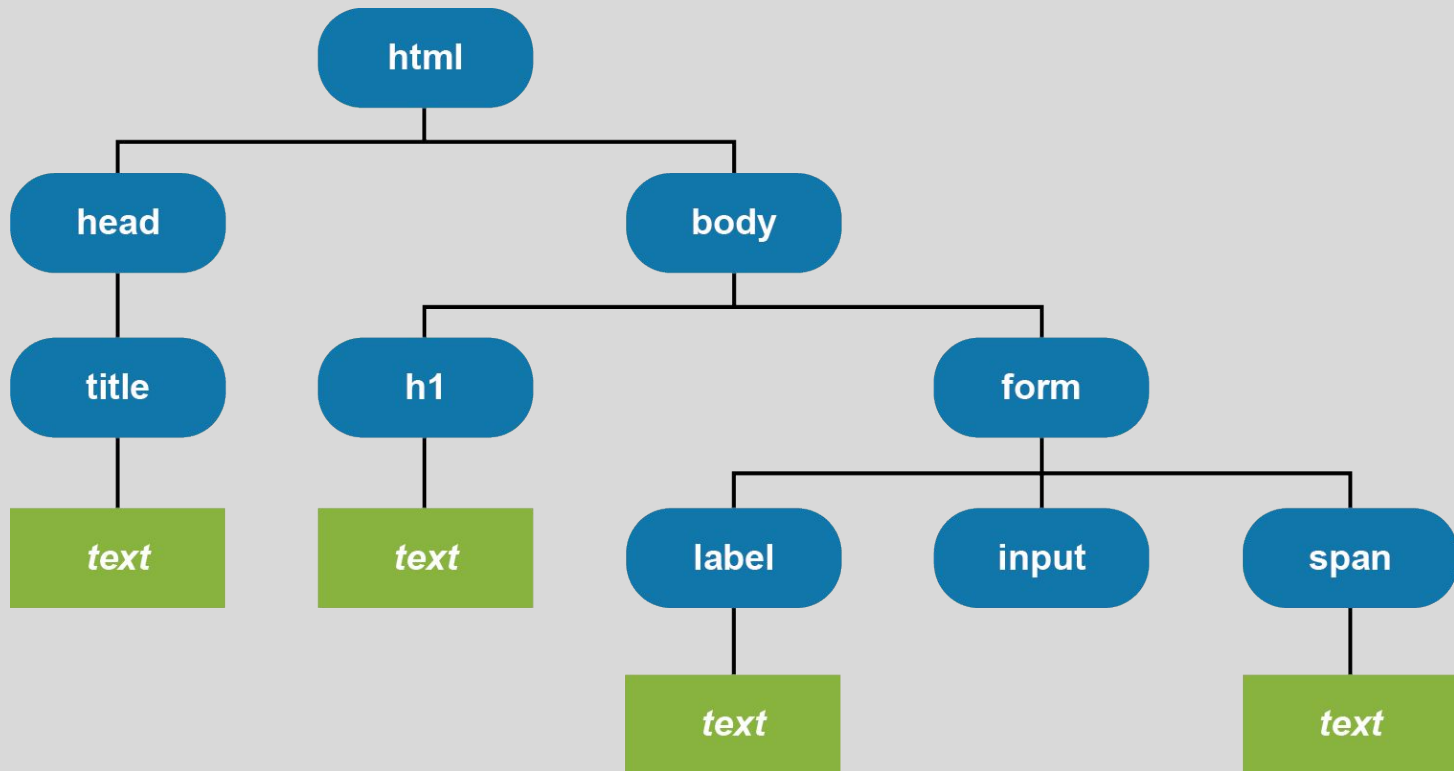 html
head
body
title
h1
form
text
text
label
input
span
text
text